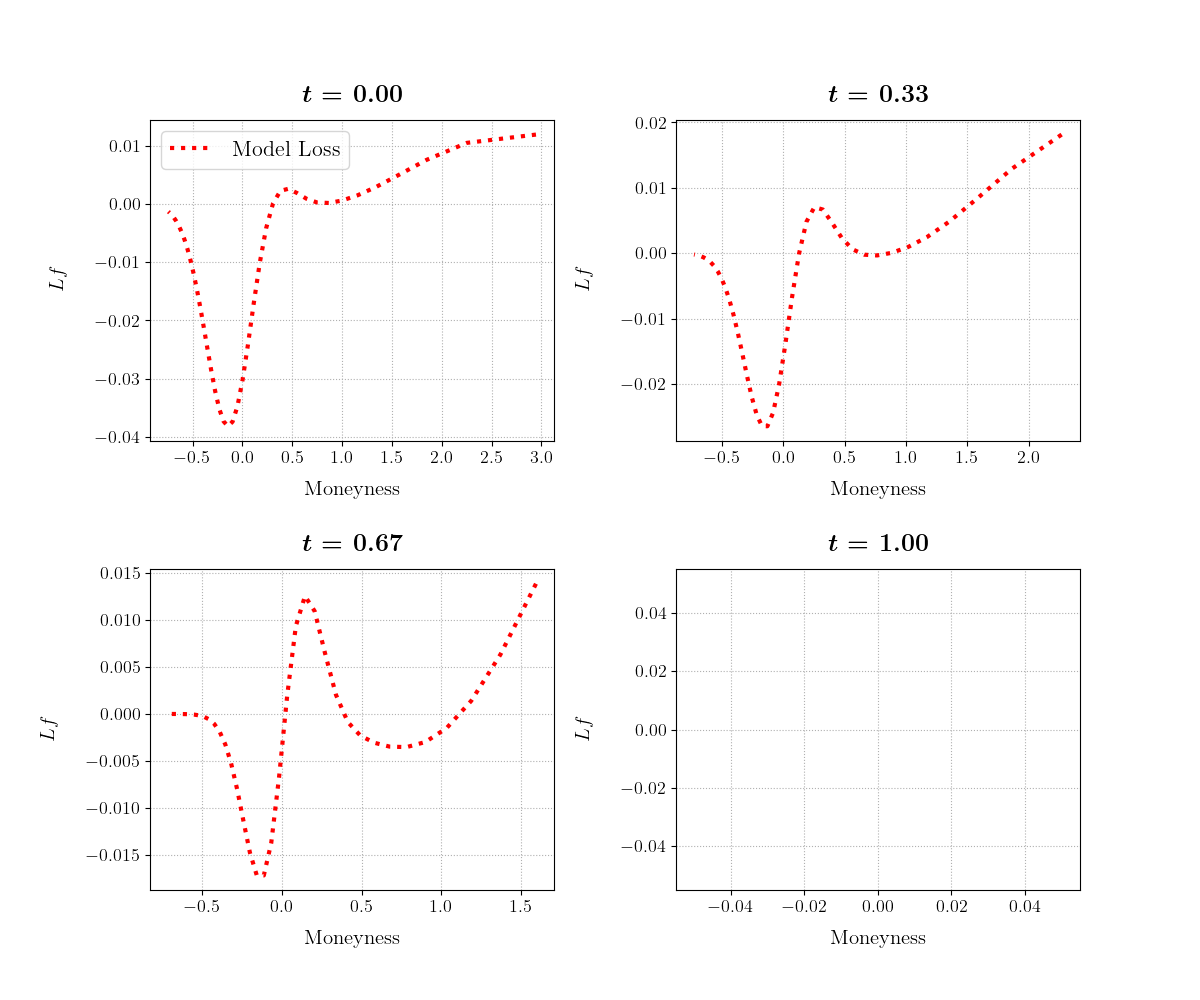 t = 0.00
0.01
0.00
−0.01
−0.02
−0.03
−0.04
Model Loss
Lf
−0.5 0.0 0.5 1.0 1.5 2.0 2.5 3.0
Moneyness
t = 0.33
0.02
0.01
0.00
−0.01
−0.02
Lf
−0.5 0.0 0.5 1.0 1.5 2.0
Moneyness
t = 0.67
0.015
0.010
0.005
0.000
−0.005
−0.010
−0.015
Lf
−0.5 0.0 0.5 1.0 1.5
Moneyness
t = 1.00
0.04
0.02
0.00
−0.02
−0.04
Lf
−0.04 −0.02 0.00 0.02 0.04
Moneyness